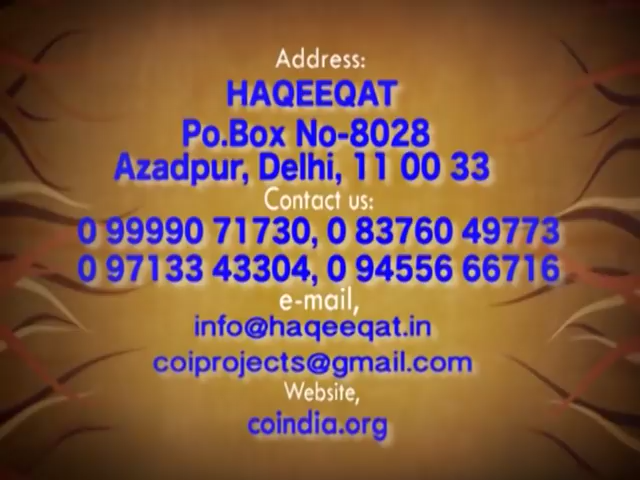 Address:
HAQEEQAT
Po.Box No-8028
Azadpur, Delhi, 11 00 33
Contact us:
0 99990 71730, 0 83760 49773
0 97133 43304, 0 94556 66716
e-mail,
info@haqeeqat.in
coiprojects@gmail.com
Website,
coindia.org